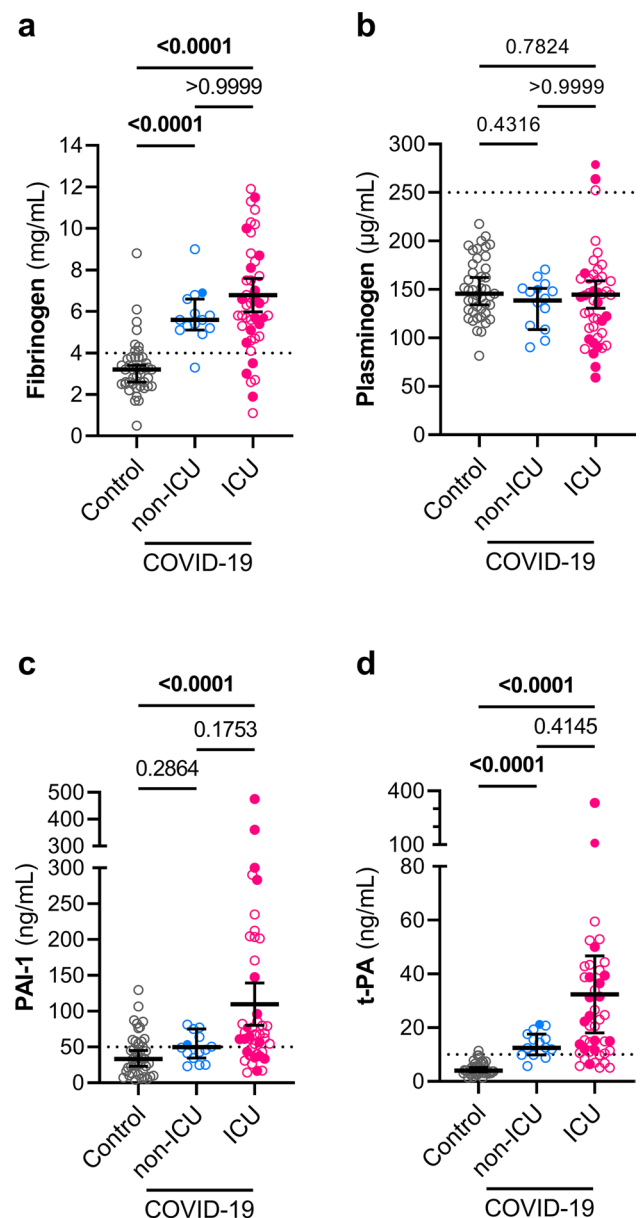 a
<0.0001
>0.9999
<0.0001
Fibrinogen (mg/mL)
14
12
10
8
6
4
2
0
Control
non-ICU
ICU
COVID-19
b
0.7824
>0.9999
0.4316
Plasminogen (µg/mL)
300
250
200
150
100
50
0
Control
non-ICU
ICU
COVID-19
c
<0.0001
0.1753
0.2864
PAI-1 (ng/mL)
500
400
300
300
250
200
150
100
50
0
Control
non-ICU
ICU
COVID-19
d
<0.0001
0.4145
<0.0001
t-PA (ng/mL)
400
100
80
60
40
20
0
Control
non-ICU
ICU
COVID-19